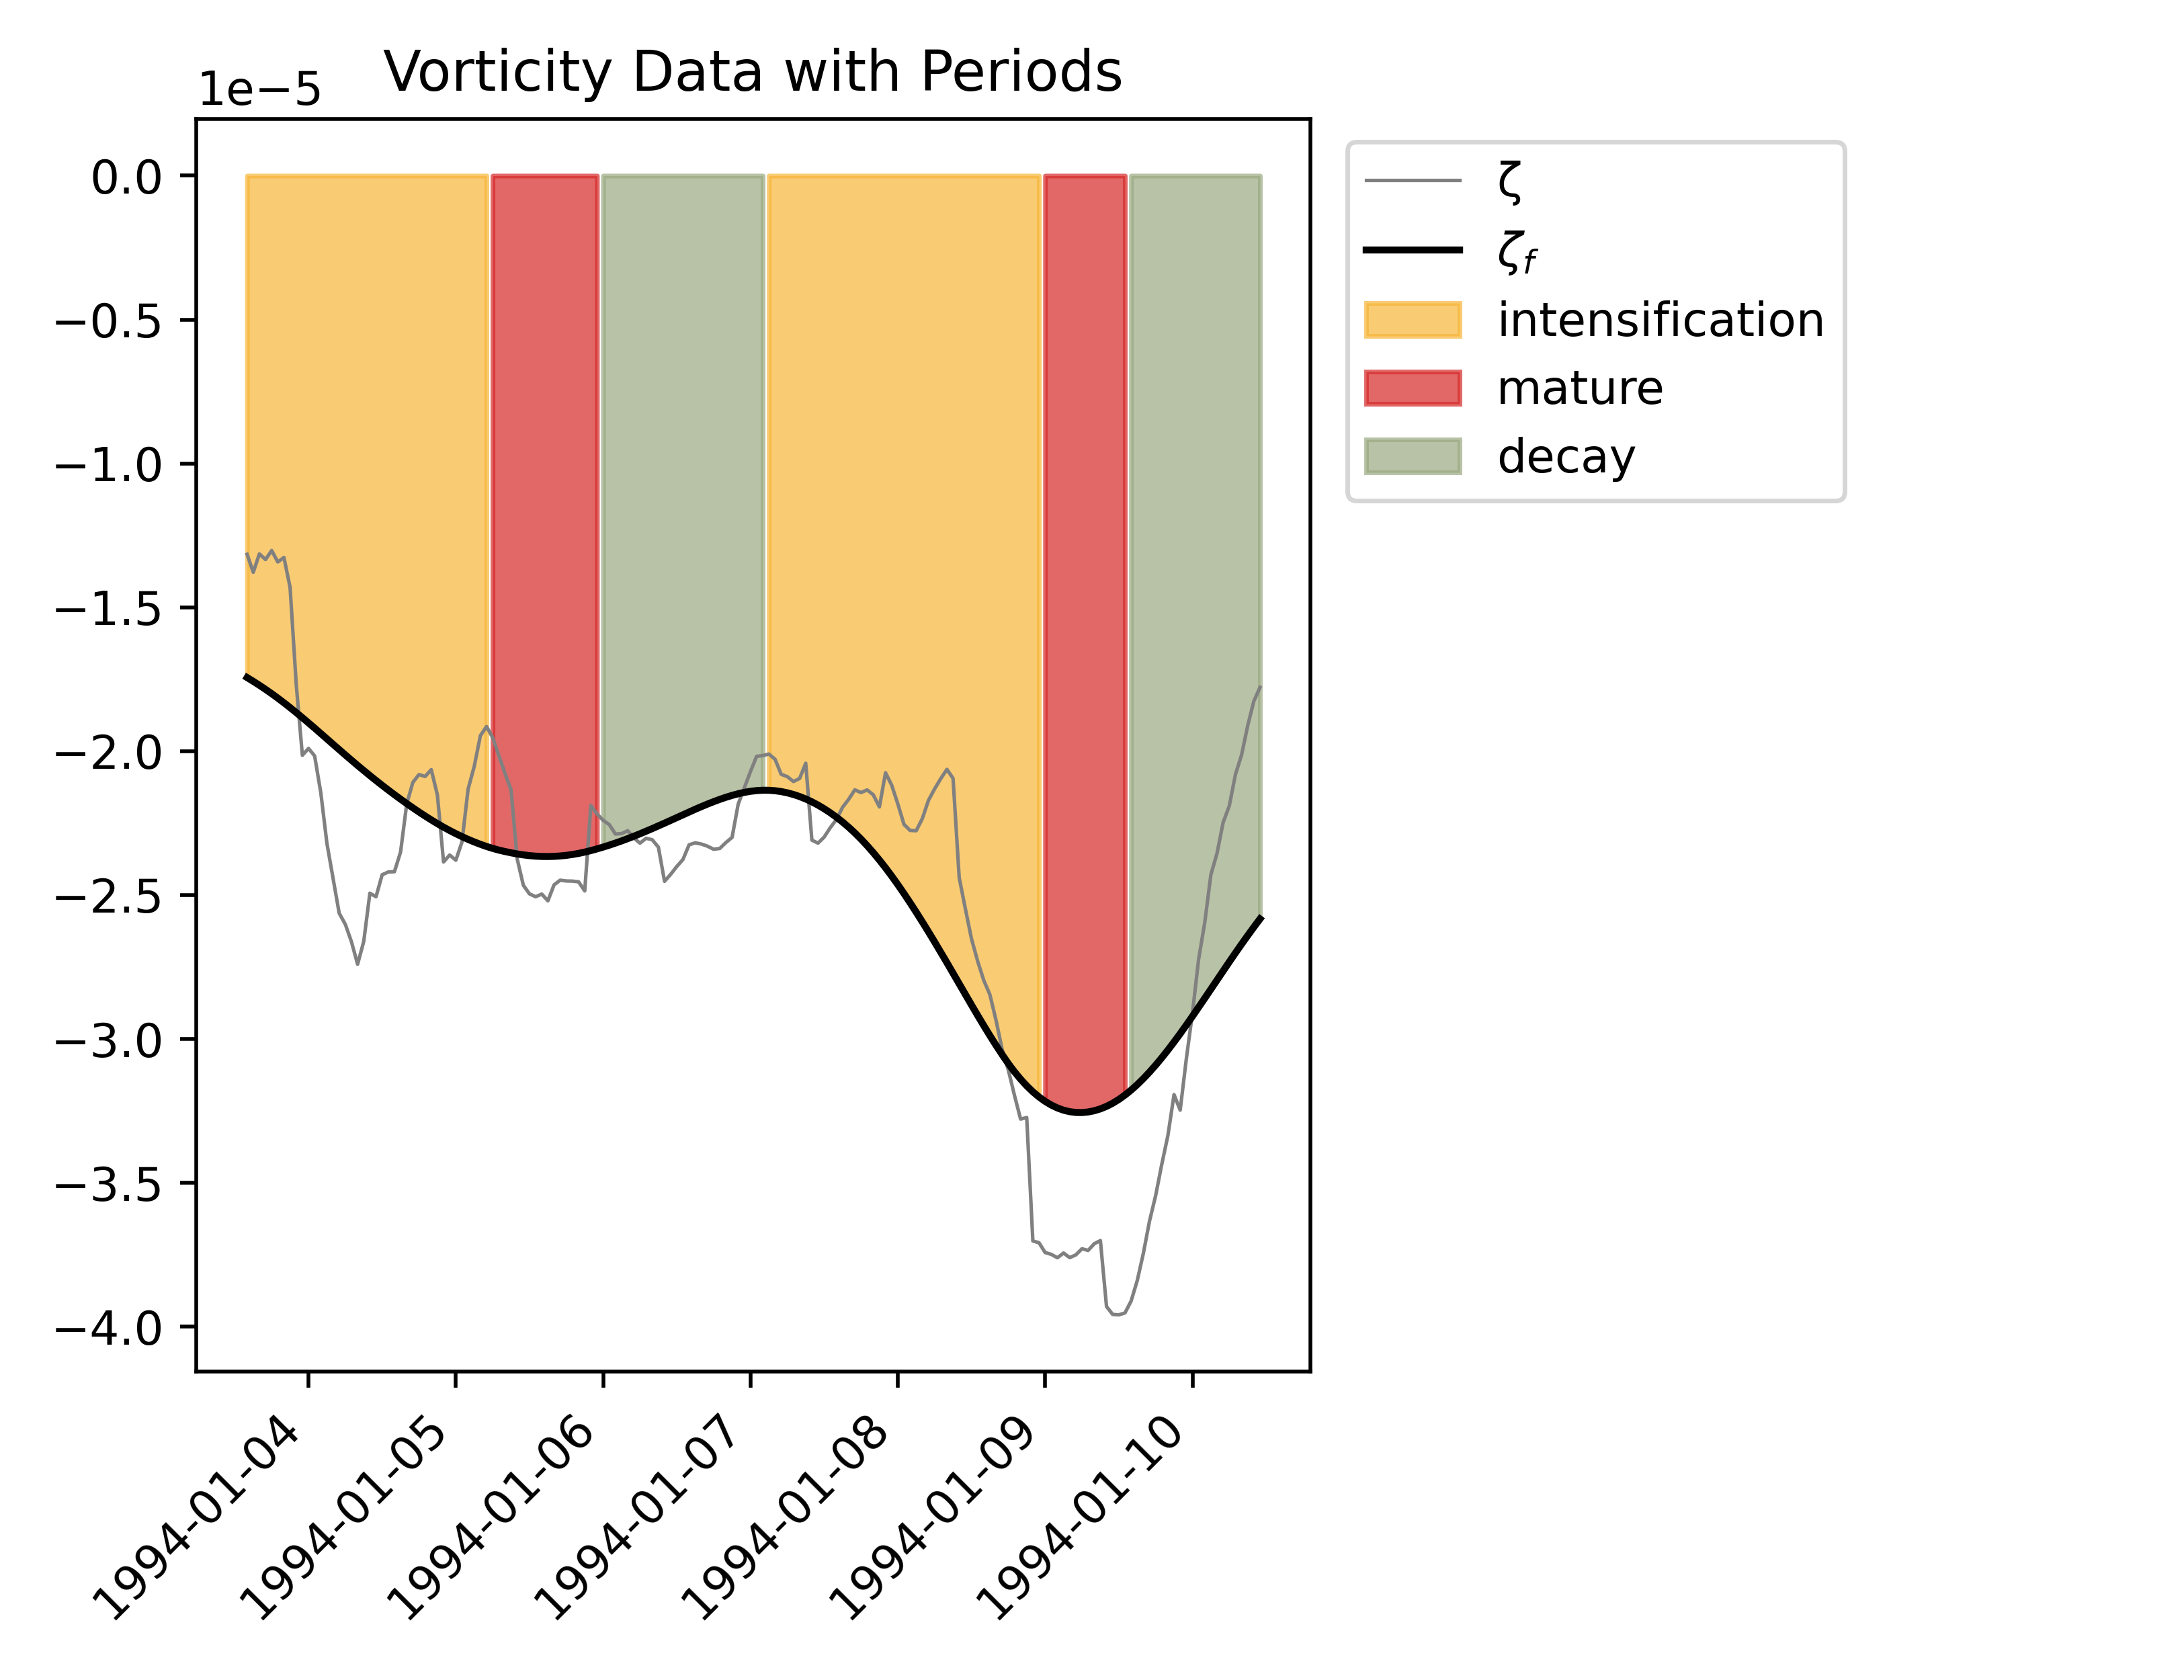 Vorticity Data with Periods
1e−5
0.0
−0.5
−1.0
−1.5
−2.0
−2.5
−3.0
−3.5
−4.0
1994-01-04
1994-01-05
1994-01-06
1994-01-07
1994-01-08
1994-01-09
1994-01-10
ζ
ζf
intensification
mature
decay